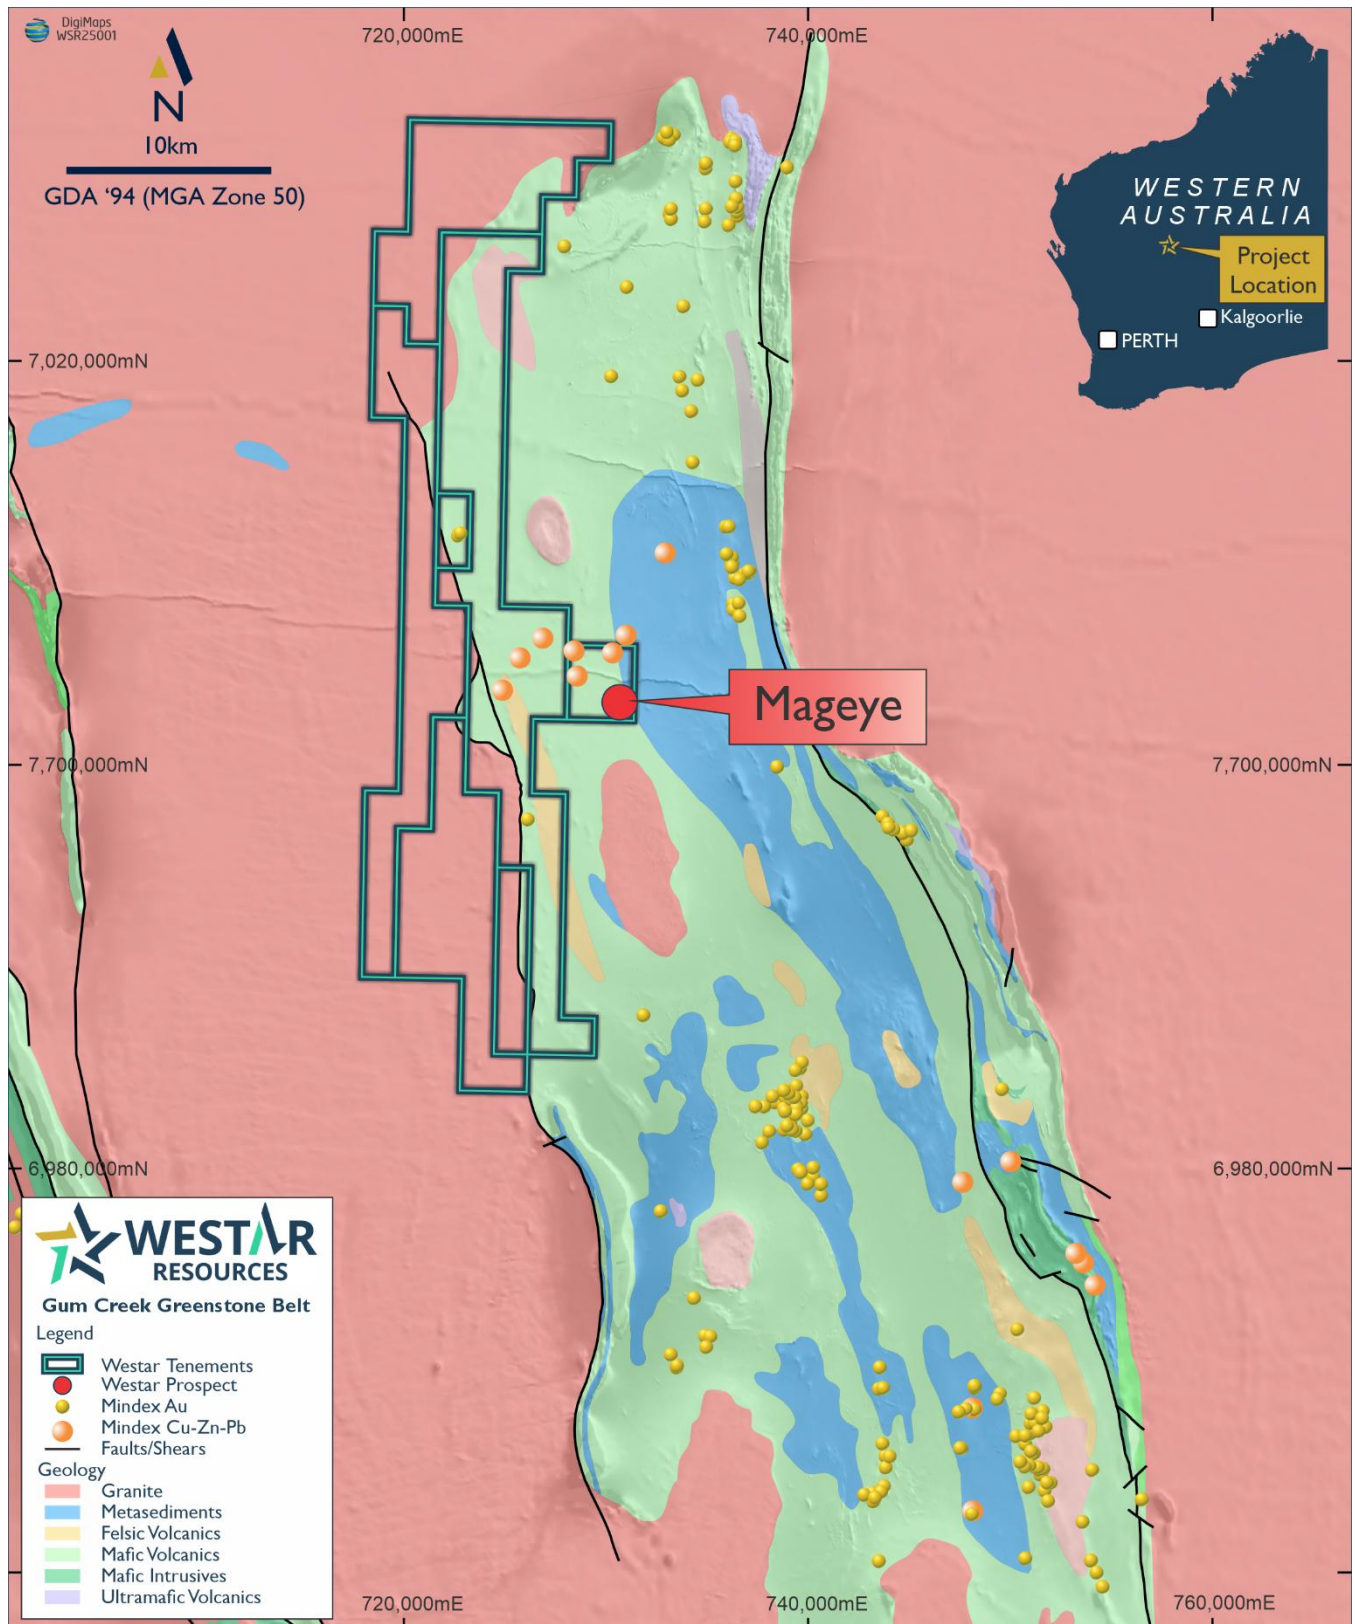 DigiMaps
WSR25001
720,000mE
740,000mE
N
10km
GDA '94 (MGA Zone 50)
WESTERN
AUSTRALIA
Project
Location
Kalgoorlie
PERTH
7,020,000mN
Mageye
7,700,000mN
7,700,000mN
6,980,000mN
6,980,000mN
WESTAR
RESOURCES
Gum Creek Greenstone Belt
Legend
Westar Tenements
Westar Prospect
Mindex Au
Mindex Cu-Zn-Pb
Faults/Shears
Geology
Granite
Metasediments
Felsic Volcanics
Mafic Volcanics
Mafic Intrusives
Ultramafic Volcanics
720,000mE
740,000mE
760,000mE